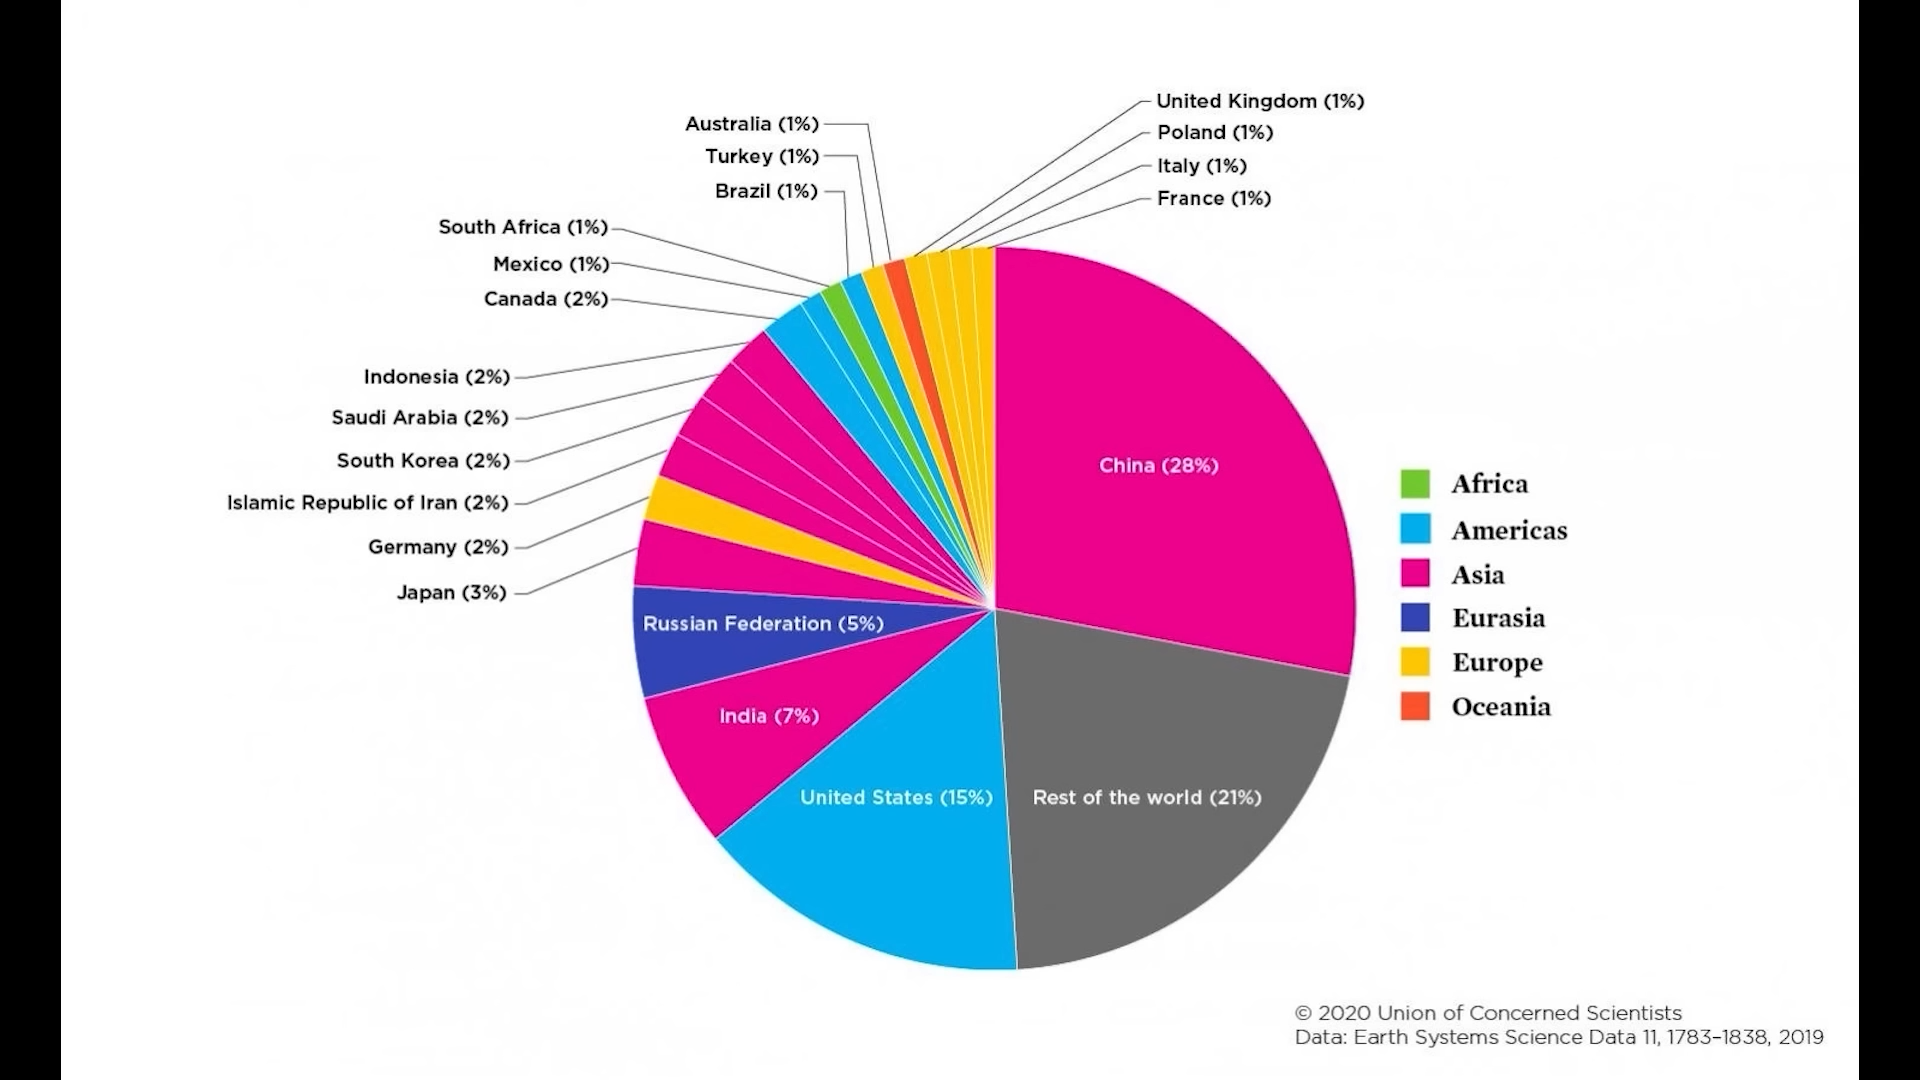 United Kingdom (1%)
Poland (1%)
Italy (1%)
France (1%)
Australia (1%)
Turkey (1%)
Brazil (1%)
South Africa (1%)
Mexico (1%)
Canada (2%)
Indonesia (2%)
Saudi Arabia (2%)
South Korea (2%)
Islamic Republic of Iran (2%)
Germany (2%)
Japan (3%)
Russian Federation (5%)
India (7%)
United States (15%)
Rest of the world (21%)
China (28%)
Africa
Americas
Asia
Eurasia
Europe
Oceania
© 2020 Union of Concerned Scientists
Data: Earth Systems Science Data 11, 1783–1838, 2019